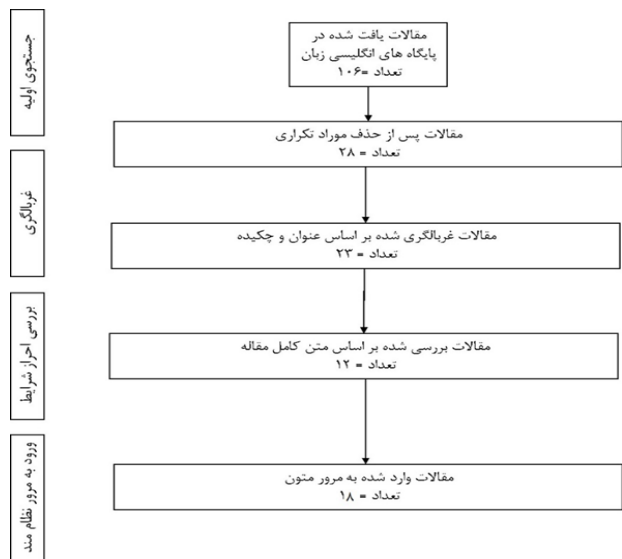 جستجوی اولیه
مقالات یافت شده در
پایگاه های انگلیسی زبان
تعداد =۱۰۶
مقالات پس از حذف موراد تکراری
تعداد = ۲۸
غربالگری
مقالات غربالگری شده بر اساس عنوان و چکیده
تعداد = ۲۳
بررسی احراز شرایط
مقالات بررسی شده بر اساس متن کامل مقاله
تعداد = ۱۲
ورود به مرور نظام مند
مقالات وارد شده به مرور متون
تعداد = ۱۸